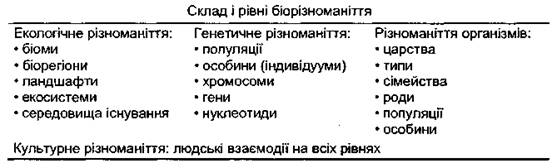 Склад і рівні біорізноманіття
Екологічне різноманіття:
• біоми
• біорегіони
• ландшафти
• екосистеми
• середовища існування
Генетичне різноманіття:
• популяції
• особини (індивідууми)
• хромосоми
• гени
• нуклеотиди
Різноманіття організмів:
• царства
• типи
• сімейства
• роди
• популяції
• особини
Культурне різноманіття: людські взаємодії на всіх рівнях